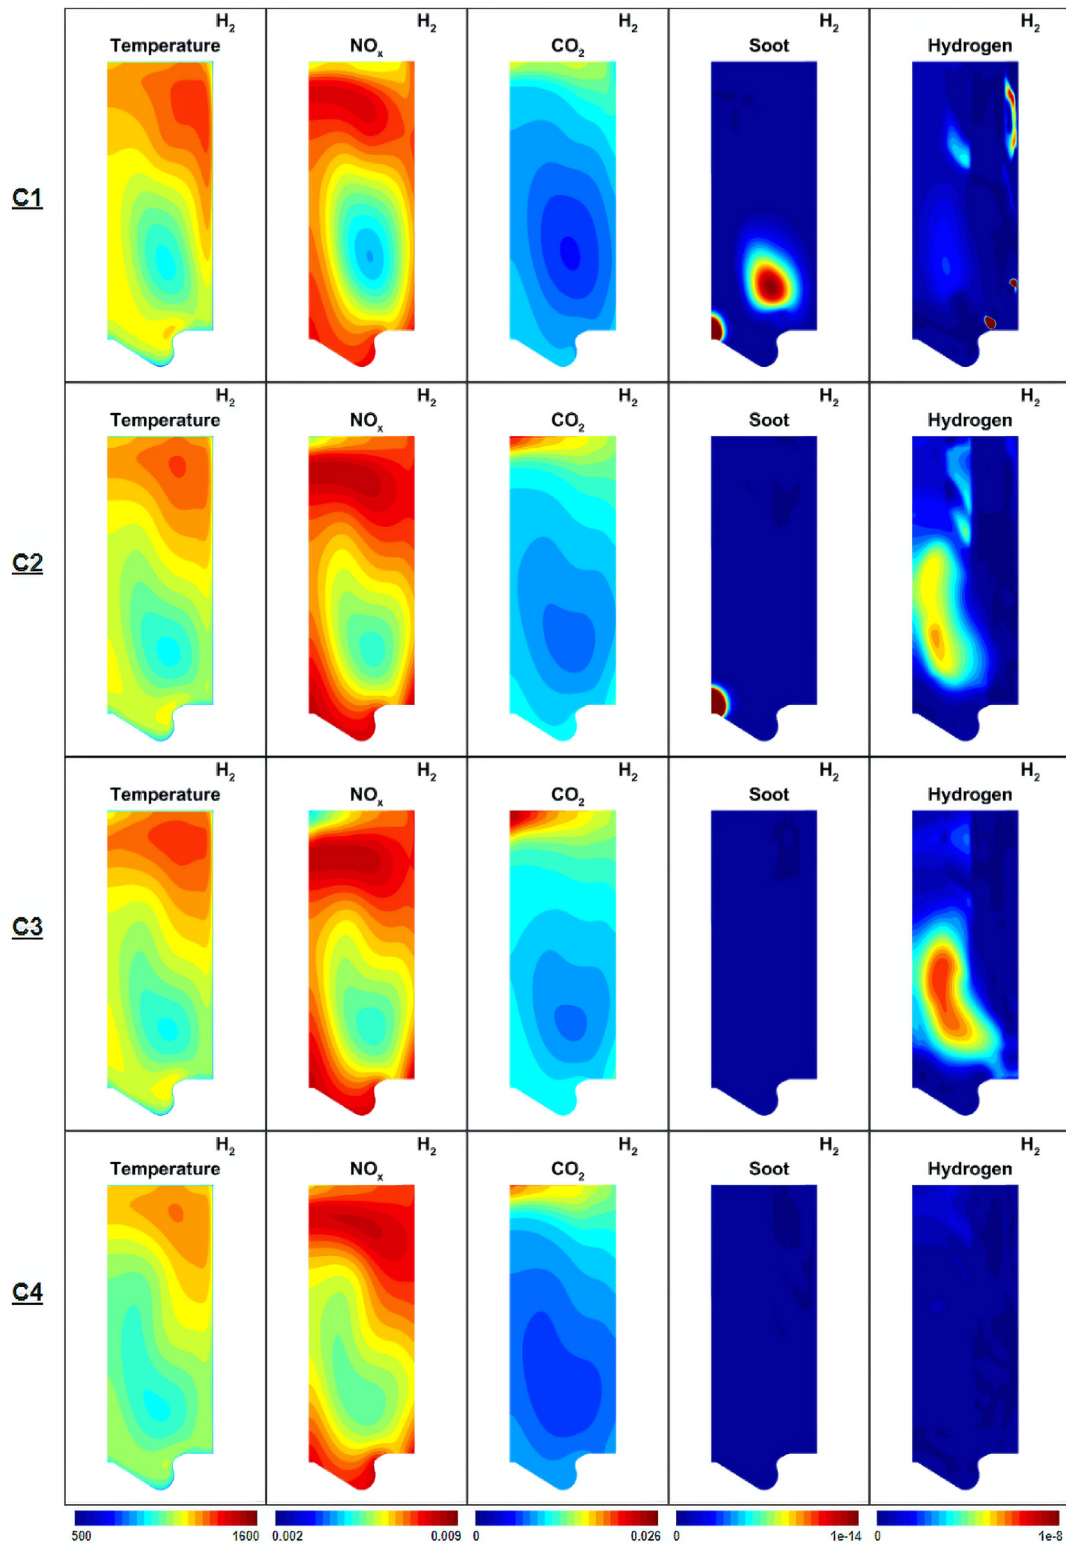 H₂ H₂ H₂ H₂ H₂
Temperature NOₓ CO₂ Soot Hydrogen
C1
H₂ H₂ H₂ H₂ H₂
Temperature NOₓ CO₂ Soot Hydrogen
C2
H₂ H₂ H₂ H₂ H₂
Temperature NOₓ CO₂ Soot Hydrogen
C3
H₂ H₂ H₂ H₂ H₂
Temperature NOₓ CO₂ Soot Hydrogen
C4
500 1600 0.002 0.009 0 0.026 0 1e-14 0 1e-8